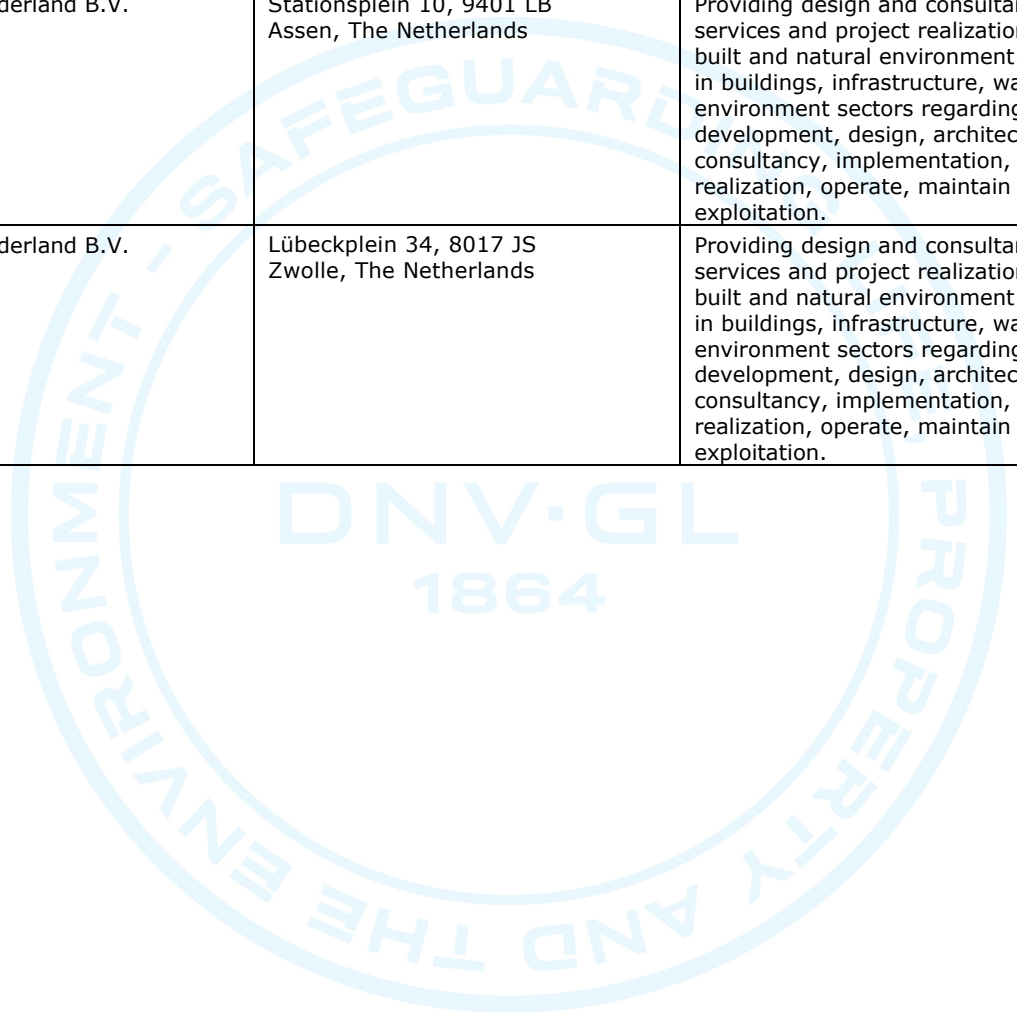 derland B.V.
Stationsplein 10, 9401 LB
Assen, The Netherlands
Providing design and consulta
services and project realizatio
built and natural environment
in buildings, infrastructure, wa
environment sectors regarding
development, design, architec
consultancy, implementation,
realization, operate, maintain
exploitation.
derland B.V.
Lübeckplein 34, 8017 JS
Zwolle, The Netherlands
Providing design and consulta
services and project realizatio
built and natural environment
in buildings, infrastructure, wa
environment sectors regarding
development, design, architec
consultancy, implementation,
realization, operate, maintain
exploitation.
SAFEGUARDING LIFE, PROPERTY AND THE ENVIRONMENT -
DNV·GL
1864